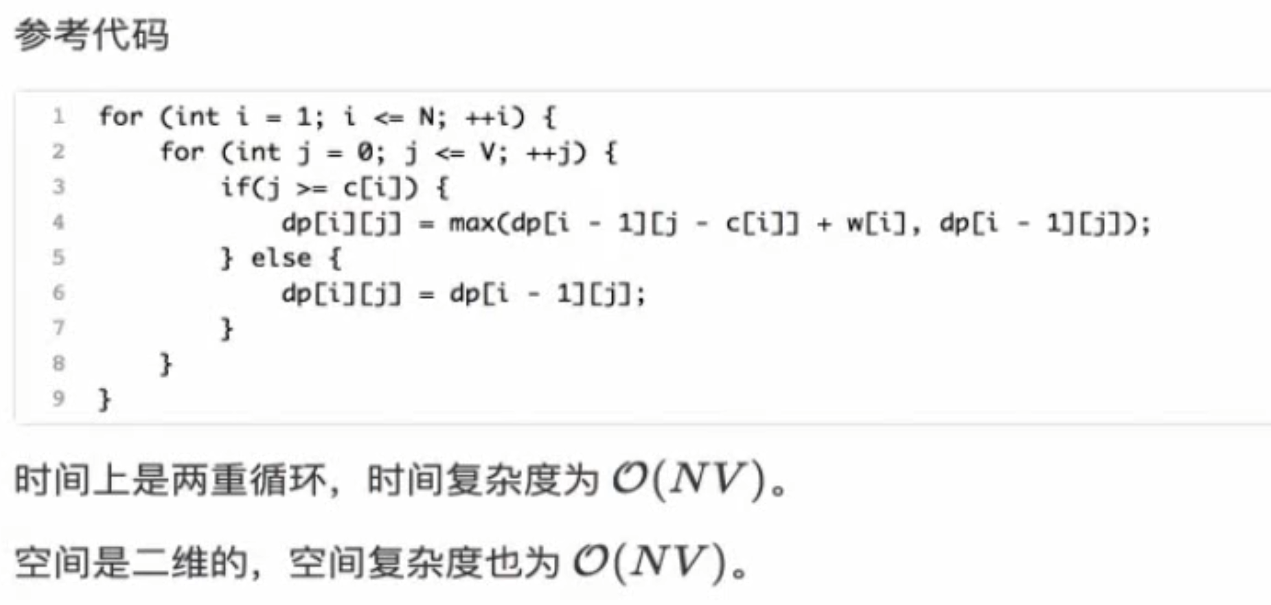 参考代码
1 for (int i = 1; i <= N; ++i) {
2     for (int j = 0; j <= V; ++j) {
3         if(j >= c[i]) {
4             dp[i][j] = max(dp[i - 1][j - c[i]] + w[i], dp[i - 1][j]);
5         } else {
6             dp[i][j] = dp[i - 1][j];
7         }
8     }
9 }
时间上是两重循环，时间复杂度为 O(NV)。
空间是二维的，空间复杂度也为 O(NV)。